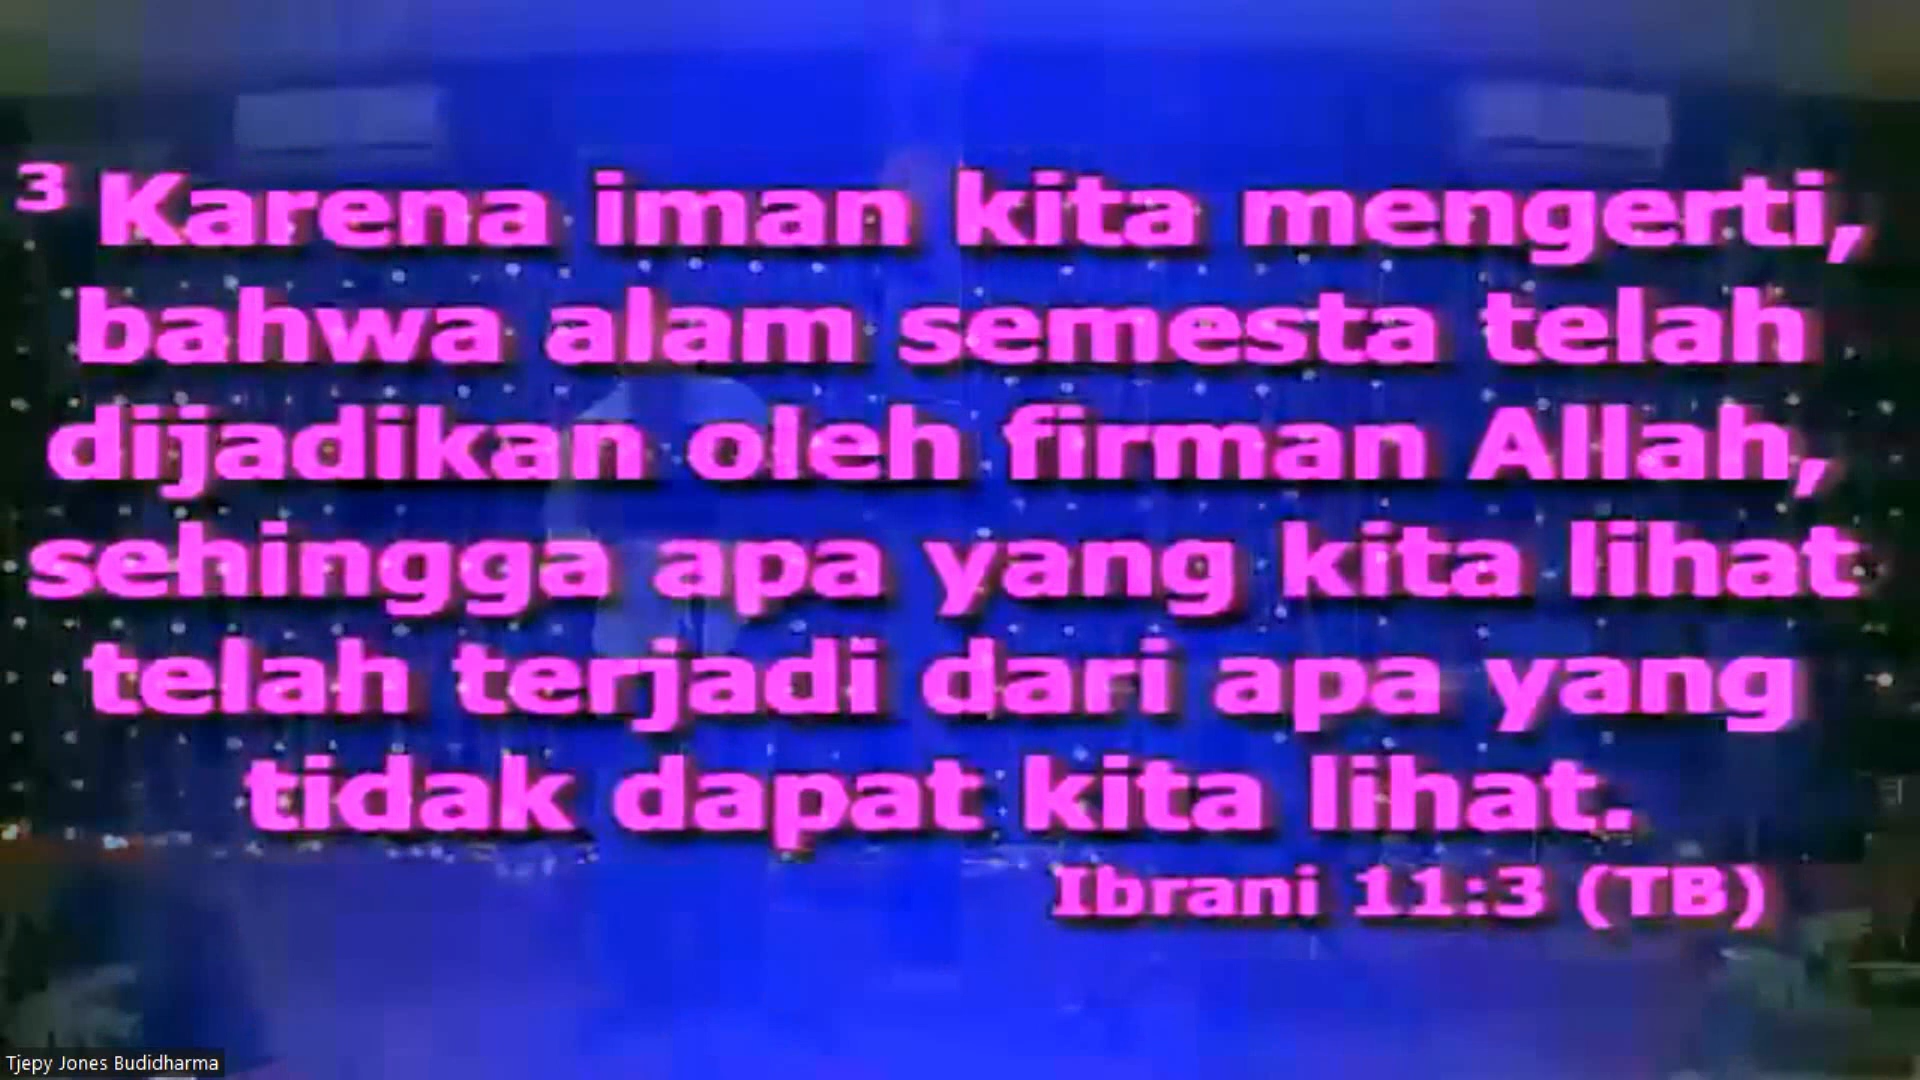 3 Karena iman kita mengerti,
bahwa alam semesta telah
dijadikan oleh firman Allah,
sehingga apa yang kita lihat
telah terjadi dari apa yang
tidak dapat kita lihat.
Ibrani 11:3 (TB)
Tjepy Jones Budidharma